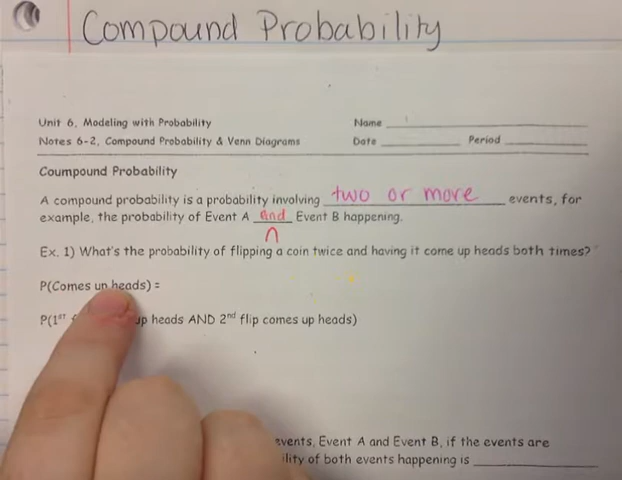 Compound Probability
Unit 6, Modeling with Probability Name
Notes 6-2, Compound Probability & Venn Diagrams Date Period
Coumpound Probability
A compound probability is a probability involving two or more events, for
example, the probability of Event A and Event B happening.
∩
Ex. 1) What's the probability of flipping a coin twice and having it come up heads both times?
P(Comes up heads) =
P(1st up heads AND 2nd flip comes up heads)
events, Event A and Event B, if the events are
of both events happening is